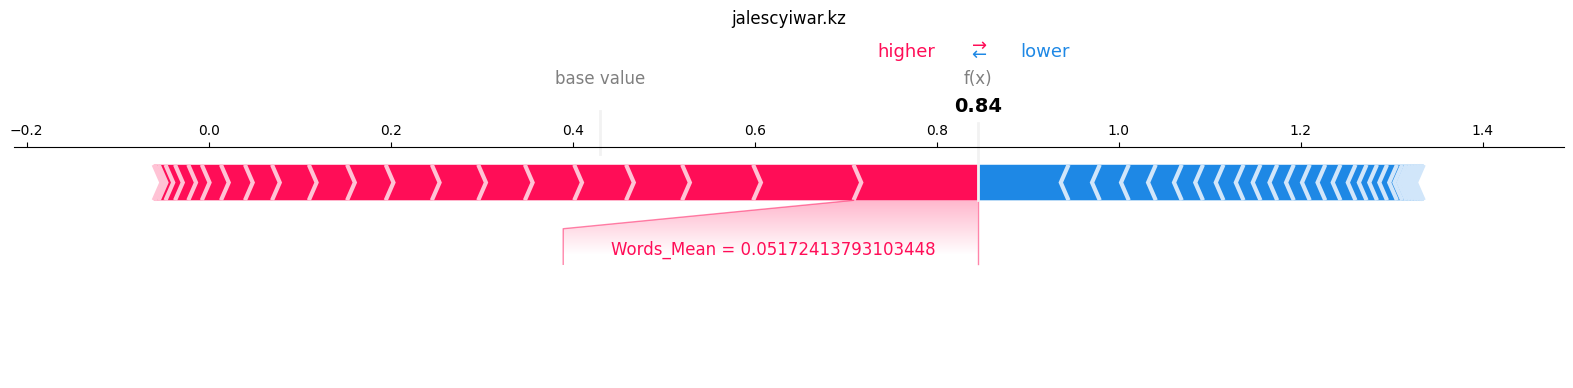 jalescyiwar.kz
higher ⇄ lower
base value f(x)
0.84
−0.2 0.0 0.2 0.4 0.6 0.8 1.0 1.2 1.4
Words_Mean = 0.05172413793103448